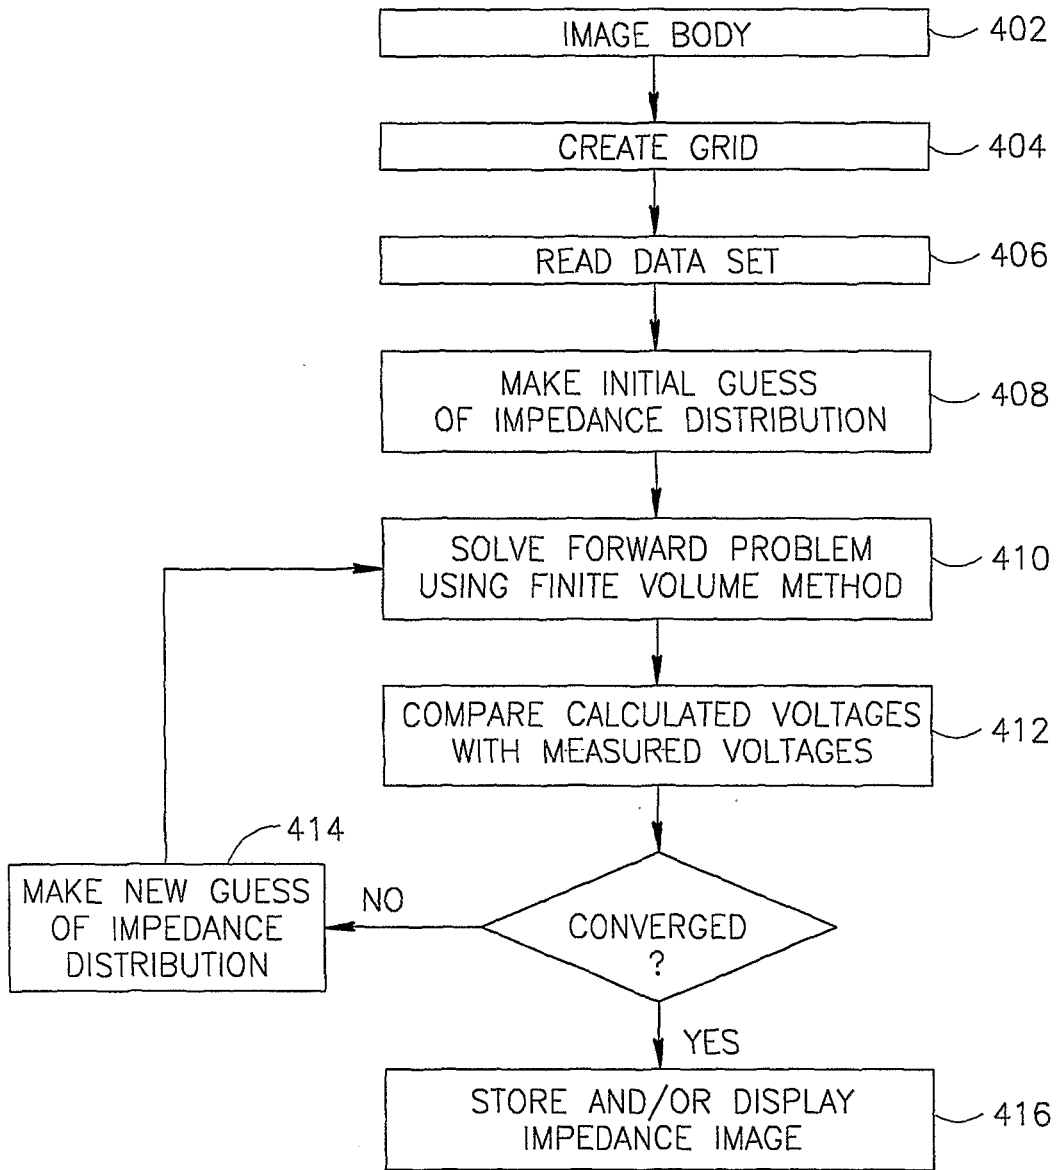 IMAGE BODY
402
CREATE GRID
404
READ DATA SET
406
MAKE INITIAL GUESS
OF IMPEDANCE DISTRIBUTION
408
SOLVE FORWARD PROBLEM
USING FINITE VOLUME METHOD
410
COMPARE CALCULATED VOLTAGES
WITH MEASURED VOLTAGES
412
414
MAKE NEW GUESS
OF IMPEDANCE
DISTRIBUTION
NO
CONVERGED
?
YES
STORE AND/OR DISPLAY
IMPEDANCE IMAGE
416